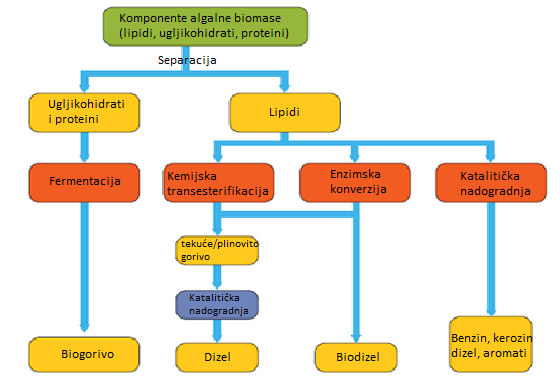 Komponente algalne biomase
(lipidi, ugljikohidrati, proteini)
Separacija
Ugljikohidrati
i proteini
Lipidi
Fermentacija
Kemijska
transesterifikacija
Enzimska
konverzija
Katalitička
nadogradnja
tekuće/plinovito
gorivo
Katalitička
nadogradnja
Biogorivo
Dizel
Biodizel
Benzin, kerozin
dizel, aromati